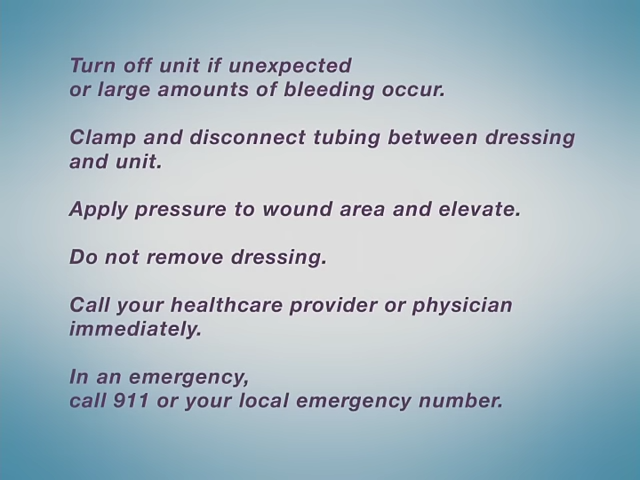 Turn off unit if unexpected
or large amounts of bleeding occur.
Clamp and disconnect tubing between dressing
and unit.
Apply pressure to wound area and elevate.
Do not remove dressing.
Call your healthcare provider or physician
immediately.
In an emergency,
call 911 or your local emergency number.